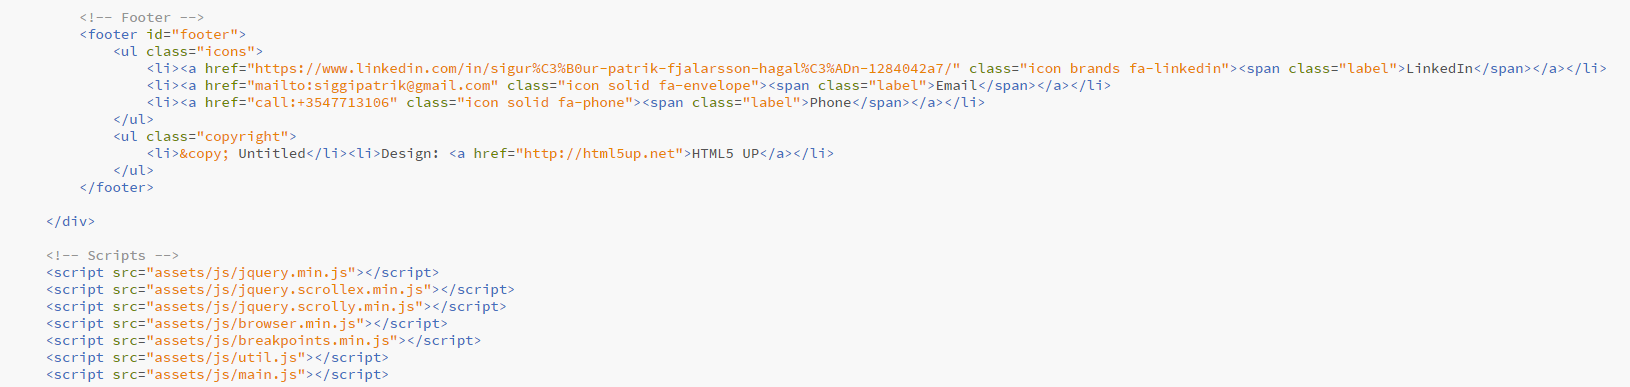 <!-- Footer -->
<footer id="footer">
<ul class="icons">
<li><a href="https://www.linkedin.com/in/sigur%C3%B0ur-patrik-fjalarsson-hagal%C3%ADn-1284042a7/" class="icon brands fa-linkedin"><span class="label">LinkedIn</span></a></li>
<li><a href="mailto:siggipatrik@gmail.com" class="icon solid fa-envelope"><span class="label">Email</span></a></li>
<li><a href="call:+3547713106" class="icon solid fa-phone"><span class="label">Phone</span></a></li>
</ul>
<ul class="copyright">
<li>&copy; Untitled</li><li>Design: <a href="http://html5up.net">HTML5 UP</a></li>
</ul>
</footer>
</div>
<!-- Scripts -->
<script src="assets/js/jquery.min.js"></script>
<script src="assets/js/jquery.scrollex.min.js"></script>
<script src="assets/js/jquery.scrolly.min.js"></script>
<script src="assets/js/browser.min.js"></script>
<script src="assets/js/breakpoints.min.js"></script>
<script src="assets/js/util.js"></script>
<script src="assets/js/main.js"></script>